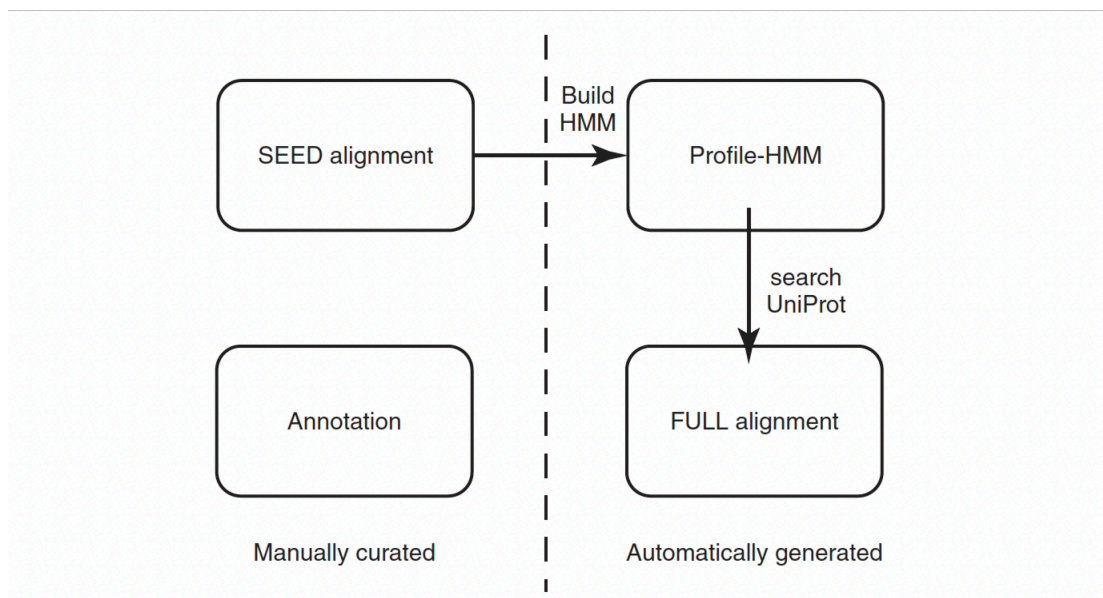 SEED alignment
Build
HMM
Profile-HMM
search
UniProt
Annotation
FULL alignment
Manually curated
Automatically generated